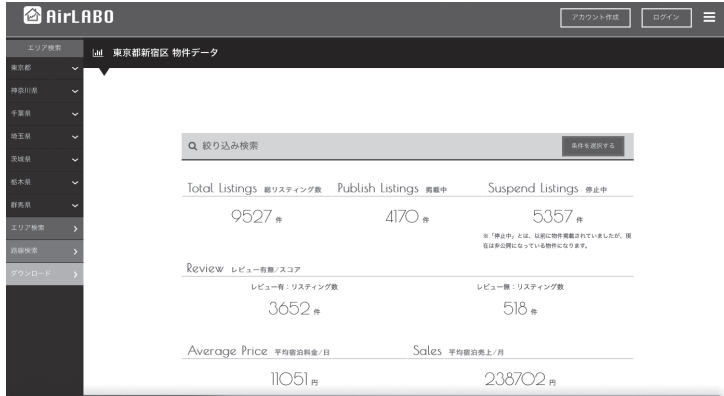 AirLABO
アカウント作成
ログイン
エリア検索
東京都新宿区 物件データ
東京都
神奈川県
千葉県
埼玉県
茨城県
栃木県
群馬県
エリア検索
路線検索
ダウンロード
絞り込み検索
条件を選択する
Total Listings 総リスティング数
Publish Listings 掲載中
Suspend Listings 停止中
9527 件
4170 件
5357 件
※「停止中」とは、以前に物件掲載されていましたが、現
在は非公開になっている物件になります。
Review レビュー有無/スコア
レビュー有：リスティング数
レビュー無：リスティング数
3652 件
518 件
Average Price 平均宿泊料金/日
Sales 平均宿泊売上/月
11051 円
238702 円